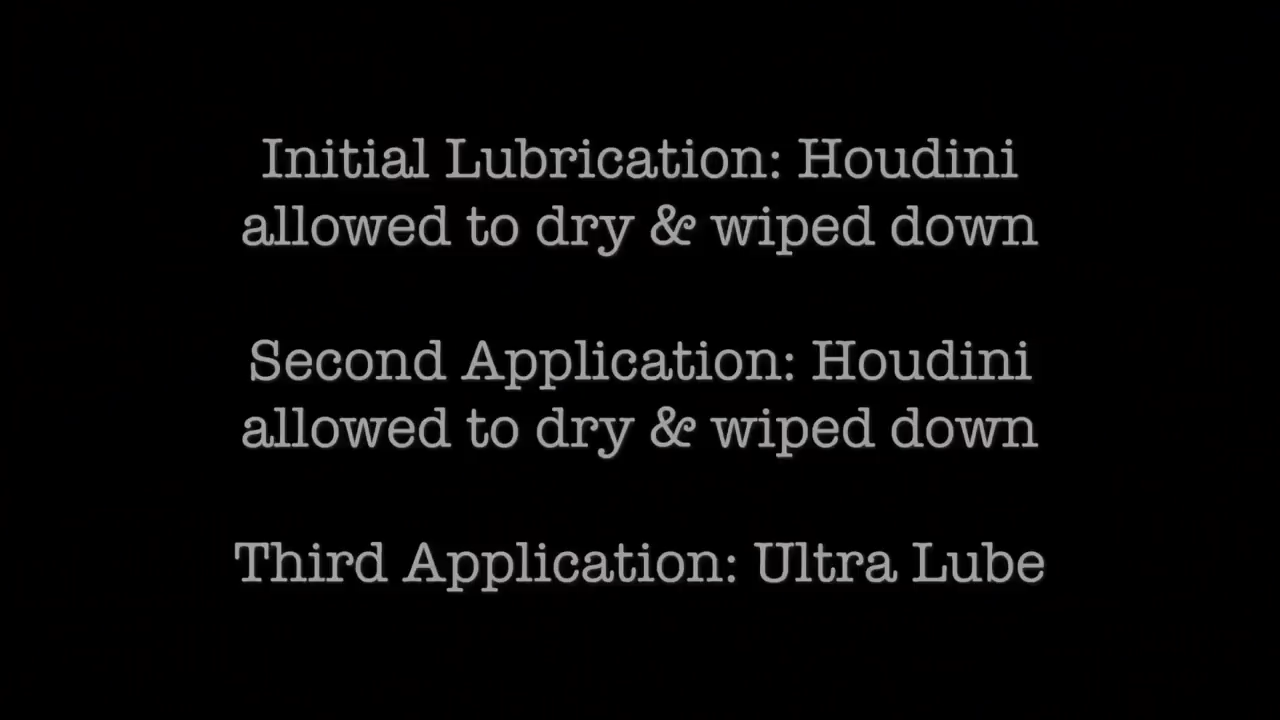 Initial Lubrication: Houdini
allowed to dry & wiped down
Second Application: Houdini
allowed to dry & wiped down
Third Application: Ultra Lube